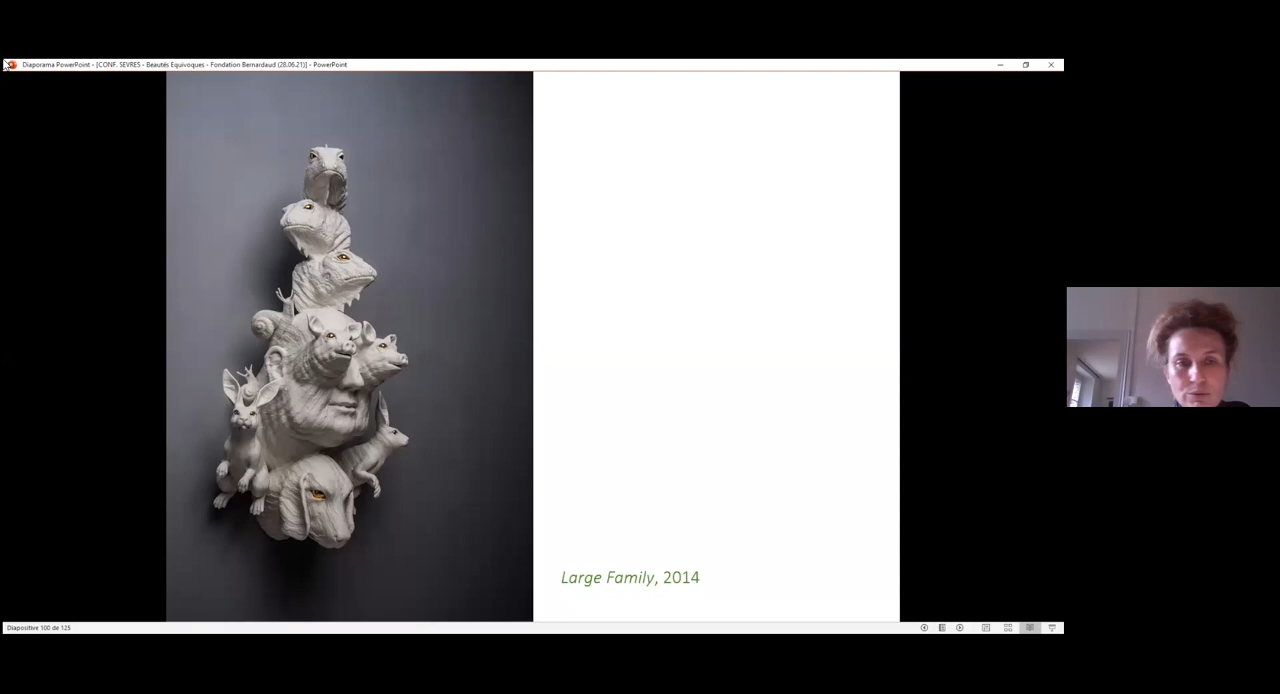 Diaporama PowerPoint - [CONF. SEVRES - Beautés Equivoques - Fondation Bernardaud (28.06.21)] - PowerPoint
Large Family, 2014
Diapositive 100 de 125